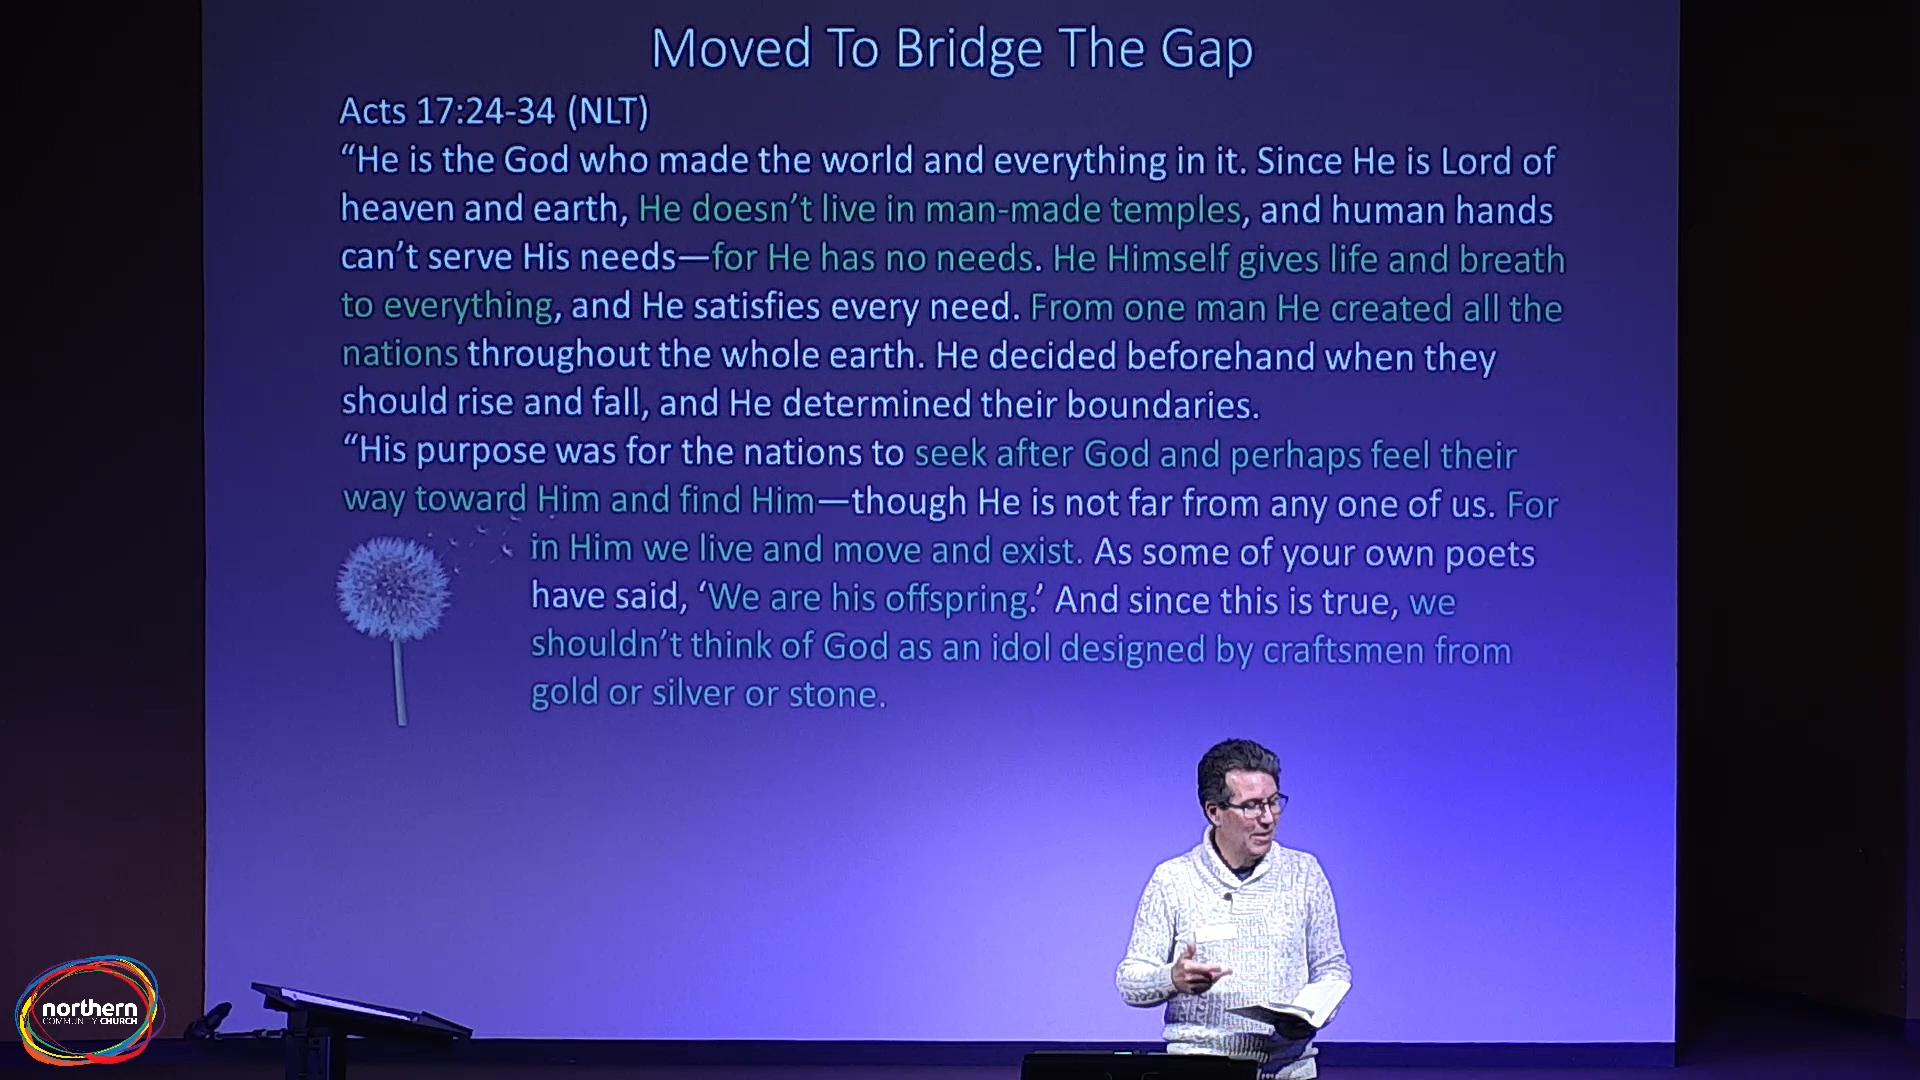 Moved To Bridge The Gap
Acts 17:24-34 (NLT)
“He is the God who made the world and everything in it. Since He is Lord of
heaven and earth, He doesn’t live in man-made temples, and human hands
can’t serve His needs—for He has no needs. He Himself gives life and breath
to everything, and He satisfies every need. From one man He created all the
nations throughout the whole earth. He decided beforehand when they
should rise and fall, and He determined their boundaries.
“His purpose was for the nations to seek after God and perhaps feel their
way toward Him and find Him—though He is not far from any one of us. For
in Him we live and move and exist. As some of your own poets
have said, ‘We are his offspring.’ And since this is true, we
shouldn’t think of God as an idol designed by craftsmen from
gold or silver or stone.
northern
COMMUNITY CHURCH